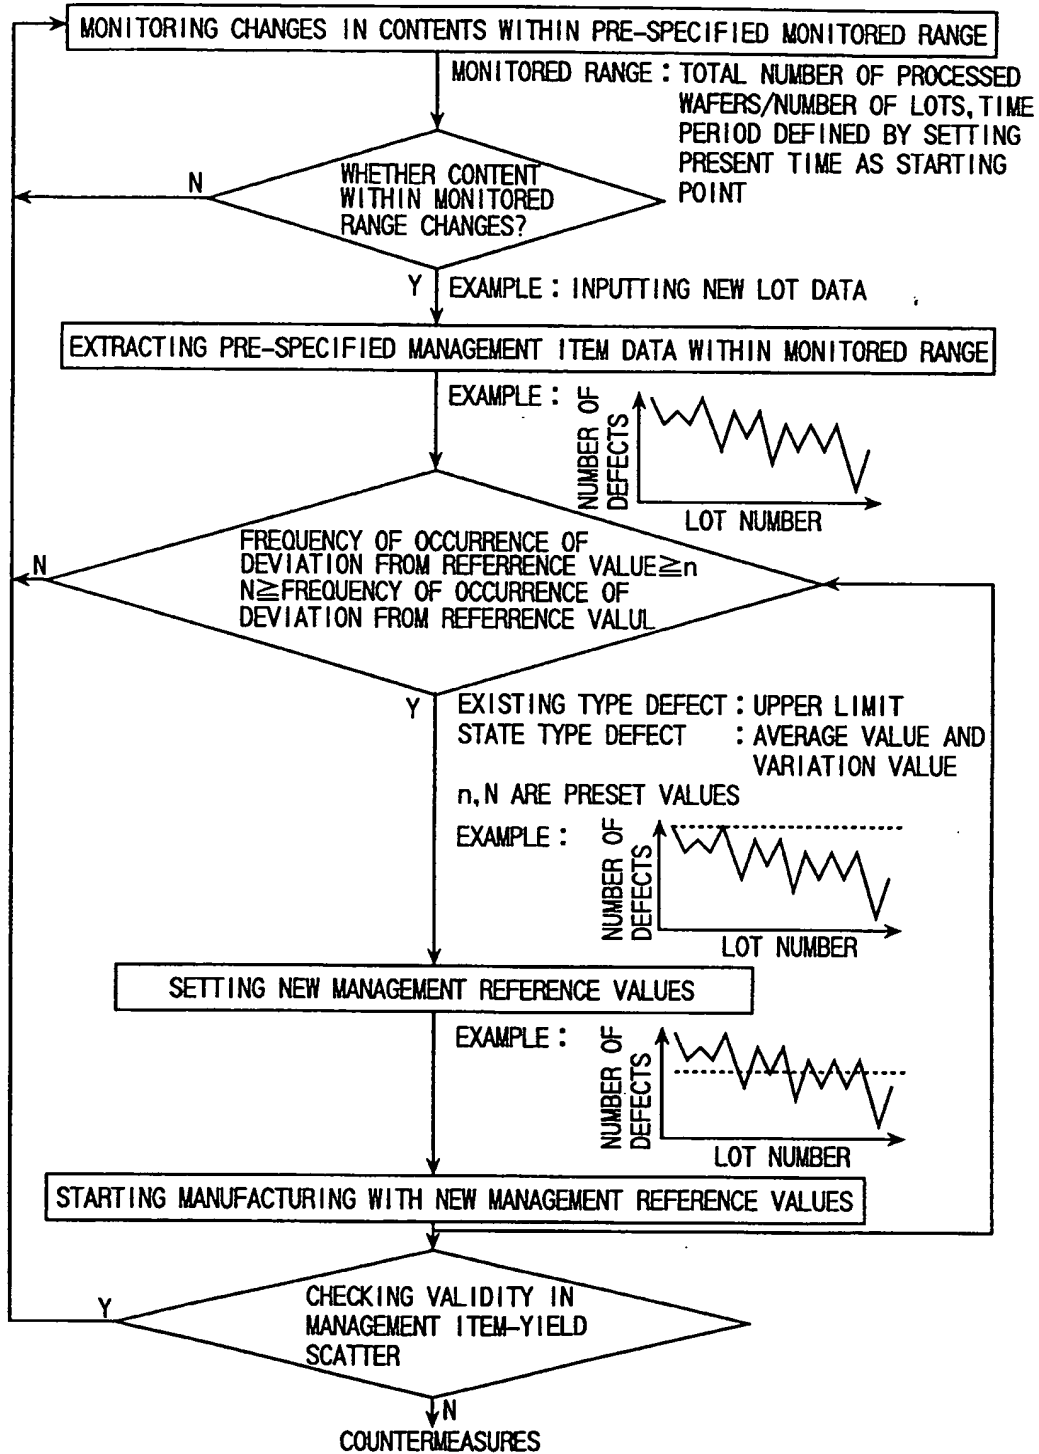 MONITORING CHANGES IN CONTENTS WITHIN PRE-SPECIFIED MONITORED RANGE
MONITORED RANGE : TOTAL NUMBER OF PROCESSED
WAFERS/NUMBER OF LOTS, TIME
PERIOD DEFINED BY SETTING
PRESENT TIME AS STARTING
POINT
WHETHER CONTENT
WITHIN MONITORED
RANGE CHANGES?
N
Y
EXAMPLE : INPUTTING NEW LOT DATA
EXTRACTING PRE-SPECIFIED MANAGEMENT ITEM DATA WITHIN MONITORED RANGE
EXAMPLE :
NUMBER OF
DEFECTS
LOT NUMBER
FREQUENCY OF OCCURRENCE OF
DEVIATION FROM REFERRENCE VALUE≧n
N≧FREQUENCY OF OCCURRENCE OF
DEVIATION FROM REFERRENCE VALUL
N
Y
EXISTING TYPE DEFECT : UPPER LIMIT
STATE TYPE DEFECT : AVERAGE VALUE AND
VARIATION VALUE
n, N ARE PRESET VALUES
EXAMPLE :
NUMBER OF
DEFECTS
LOT NUMBER
SETTING NEW MANAGEMENT REFERENCE VALUES
EXAMPLE :
NUMBER OF
DEFECTS
LOT NUMBER
STARTING MANUFACTURING WITH NEW MANAGEMENT REFERENCE VALUES
CHECKING VALIDITY IN
MANAGEMENT ITEM-YIELD
SCATTER
Y
N
COUNTERMEASURES